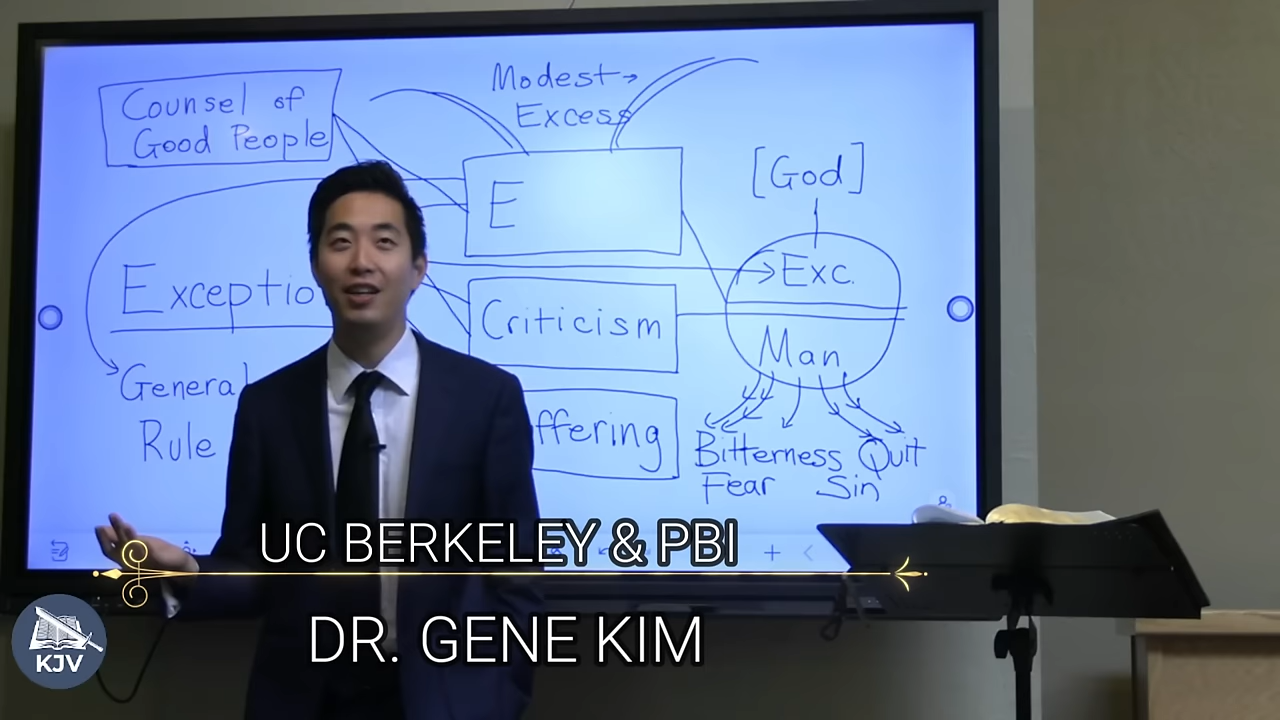 Counsel of
Good People
Modest→
Excess
[God]
E
Exc.
Exceptio
Criticism
Man
General
Rule
ffering
Bitterness Quit
Fear Sin
UC BERKELEY & PBI
DR. GENE KIM
KJV